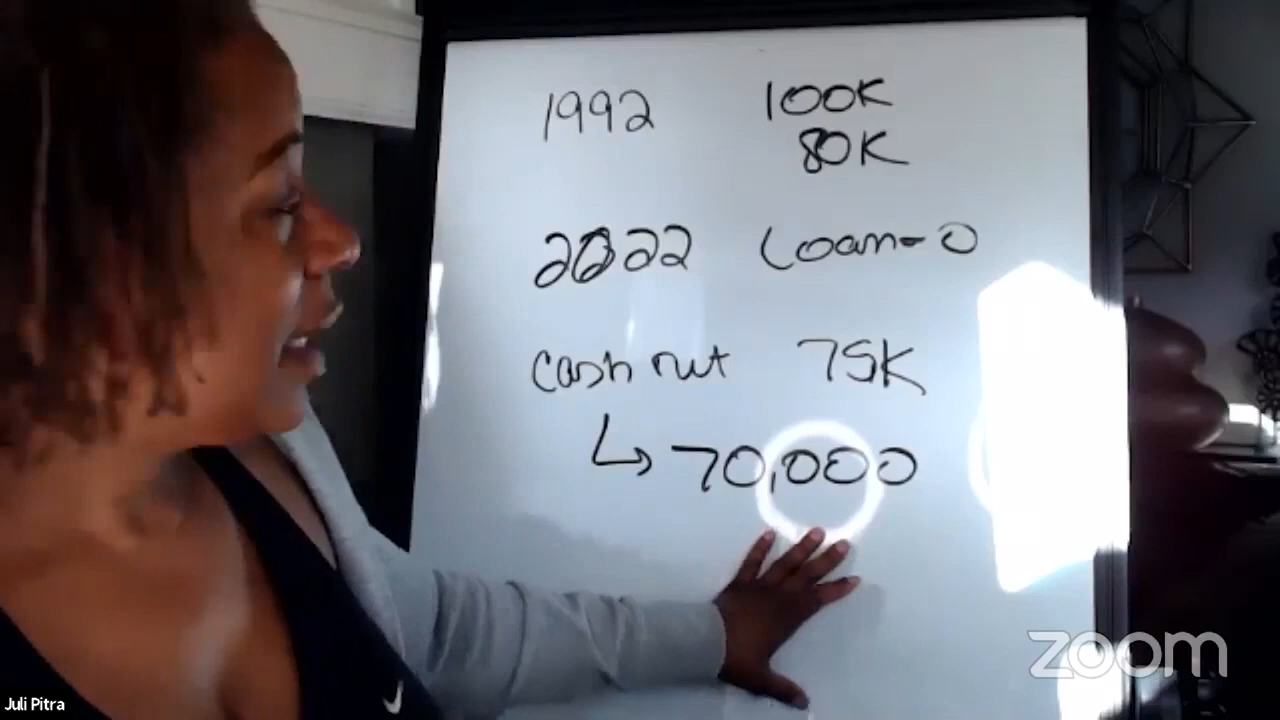 1992 100K
80K
2022 Loan-0
cash out 75K
↳ 70,000
zoom
Juli Pitra